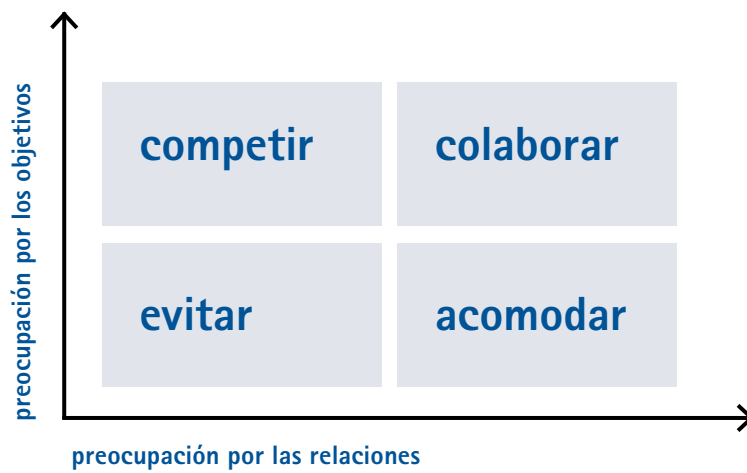 preocupación por los objetivos
competir
colaborar
evitar
acomodar
preocupación por las relaciones